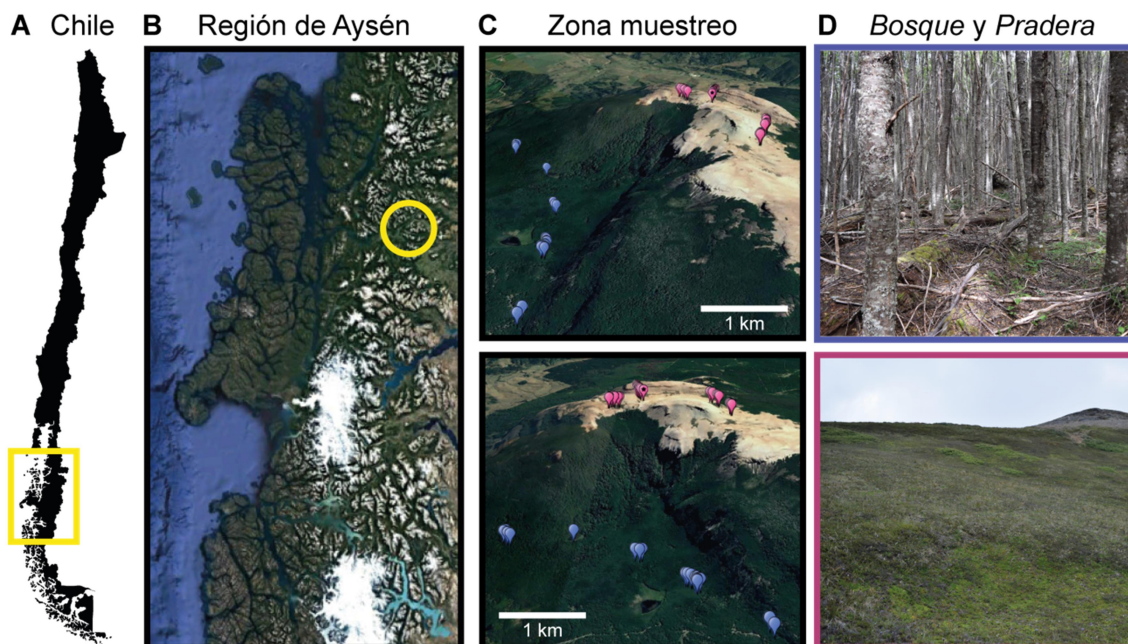 A Chile
B Región de Aysén
C Zona muestreo
D Bosque y Pradera
1 km
1 km